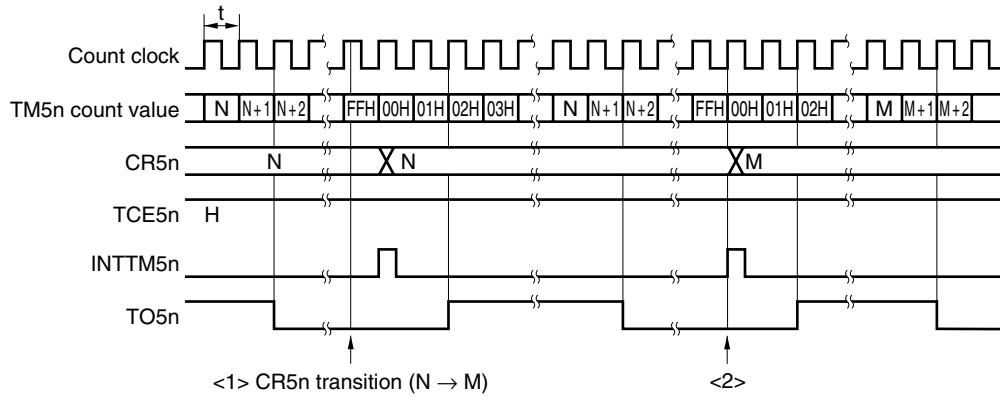 t
Count clock
TM5n count value N N+1 N+2 FFH 00H 01H 02H 03H N N+1 N+2 FFH 00H 01H 02H M M+1 M+2
CR5n N N M
TCE5n H
INTTM5n
TO5n
<1> CR5n transition (N → M) <2>